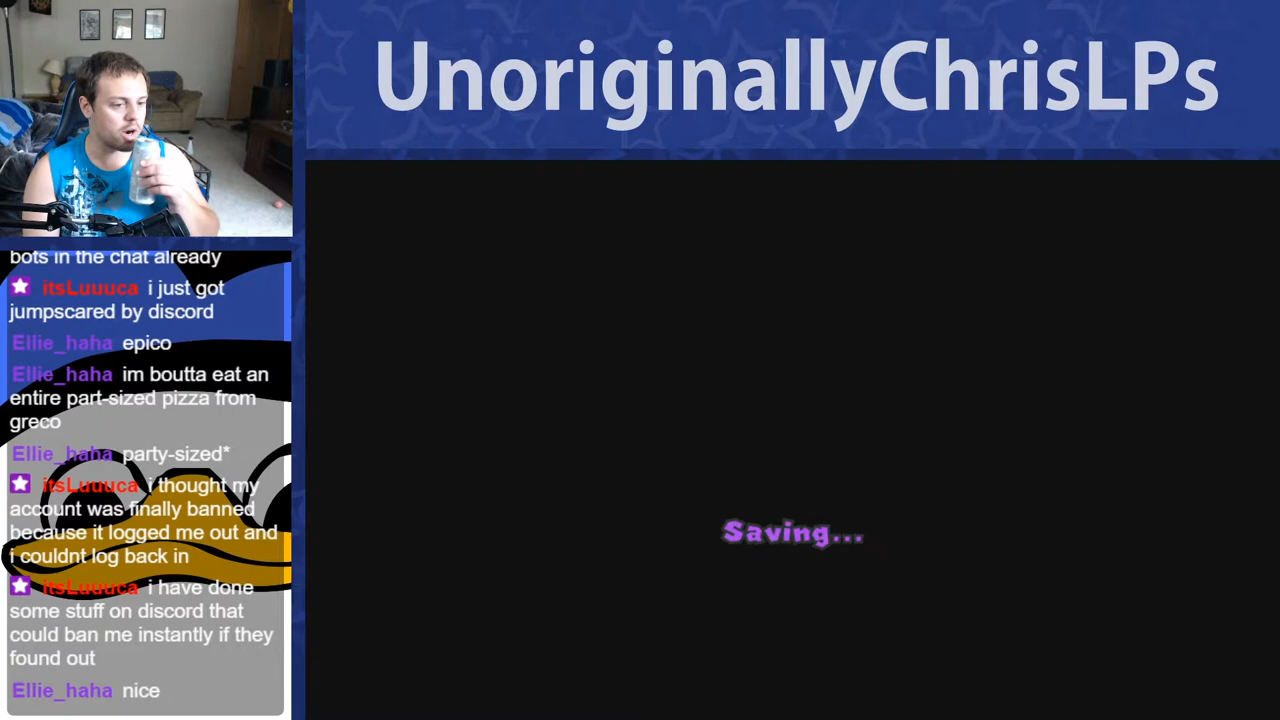 UnoriginallyChrisLPs
bots in the chat already
itsLuuuca i just got
jumpscared by discord
Ellie_haha epico
Ellie_haha im boutta eat an
entire part-sized pizza from
greco
Ellie_haha party-sized*
itsLuuuca i thought my
account was finally banned
because it logged me out and
i couldnt log back in
itsLuuuca i have done
some stuff on discord that
could ban me instantly if they
found out
Ellie_haha nice
Saving...